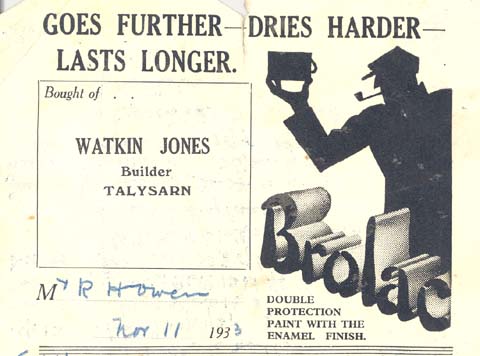 GOES FURTHER—DRIES HARDER—
LASTS LONGER.
Bought of . .
WATKIN JONES
Builder
TALYSARN
Brolac
DOUBLE
PROTECTION
PAINT WITH THE
ENAMEL FINISH.
Mr R H Owen
Nov 11 1933